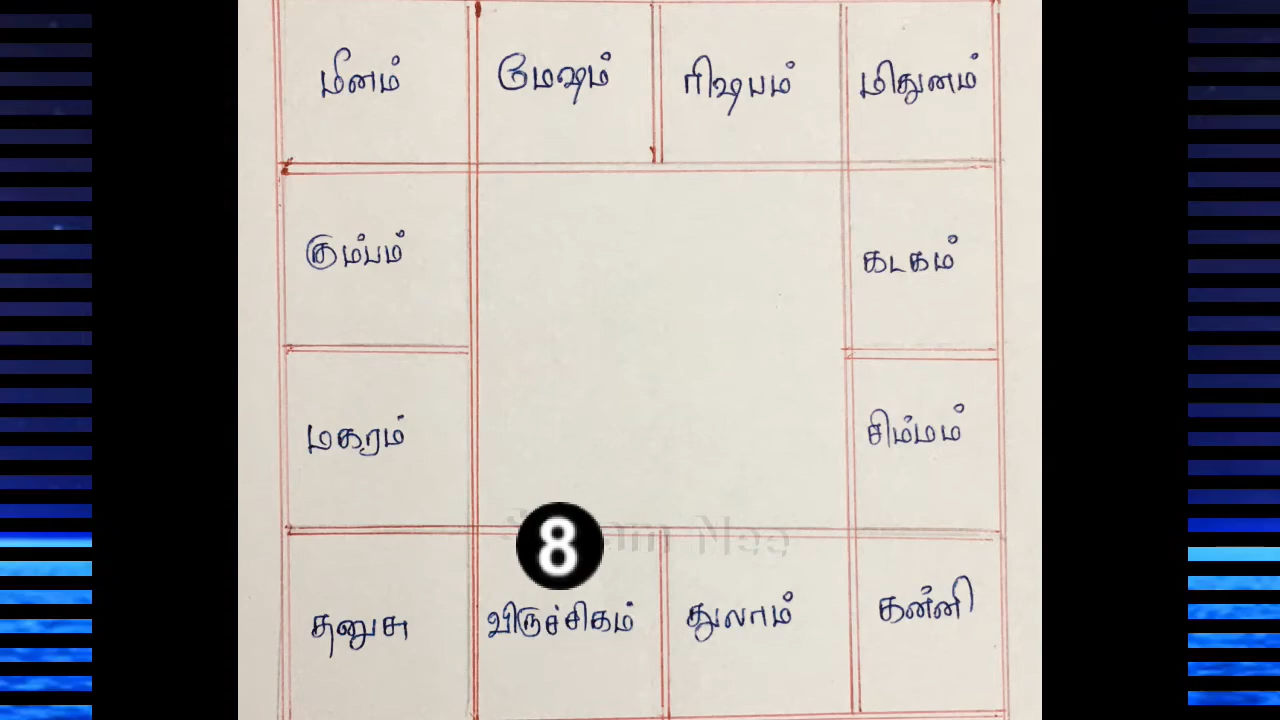 மீனம் மேஷம் ரிஷபம் மிதுனம்
கும்பம் கடகம்
மகரம் சிம்மம்
8
தனுசு விருச்சிகம் துலாம் கன்னி